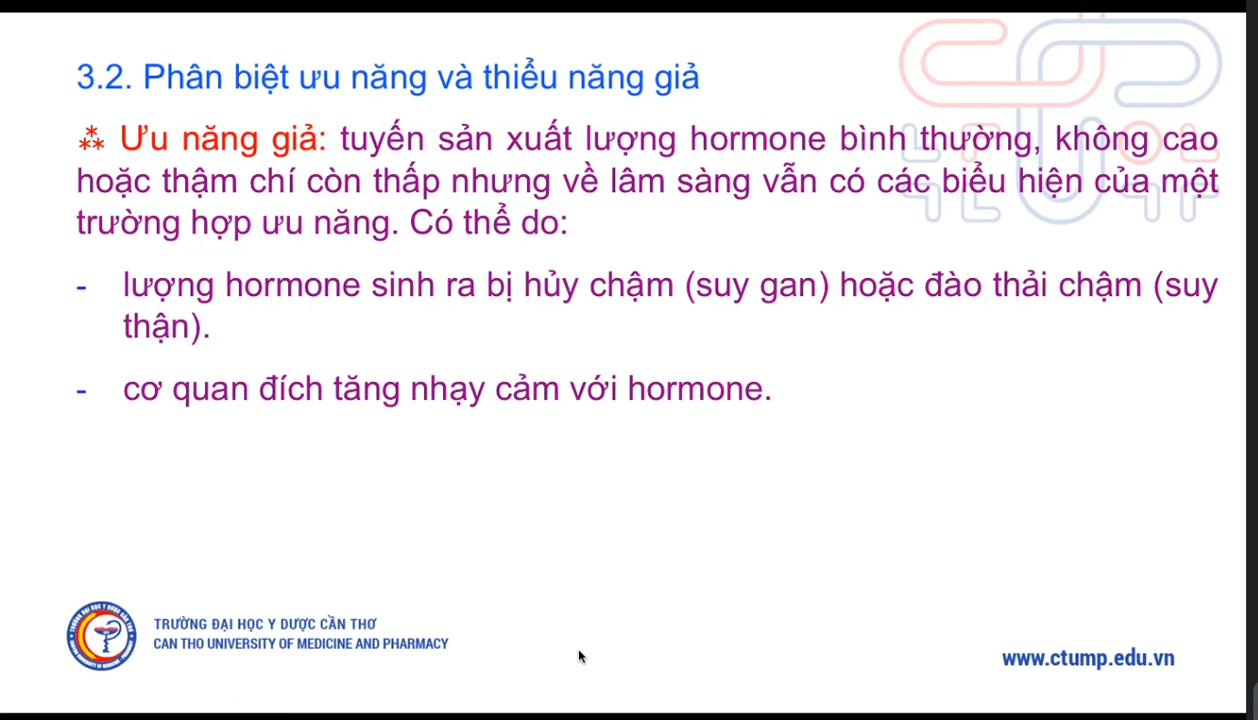 3.2. Phân biệt ưu năng và thiểu năng giả
⁂ Ưu năng giả: tuyến sản xuất lượng hormone bình thường, không cao
hoặc thậm chí còn thấp nhưng về lâm sàng vẫn có các biểu hiện của một
trường hợp ưu năng. Có thể do:
- lượng hormone sinh ra bị hủy chậm (suy gan) hoặc đào thải chậm (suy
thận).
- cơ quan đích tăng nhạy cảm với hormone.
TRƯỜNG ĐẠI HỌC Y DƯỢC CẦN THƠ
CAN THO UNIVERSITY OF MEDICINE AND PHARMACY
www.ctump.edu.vn